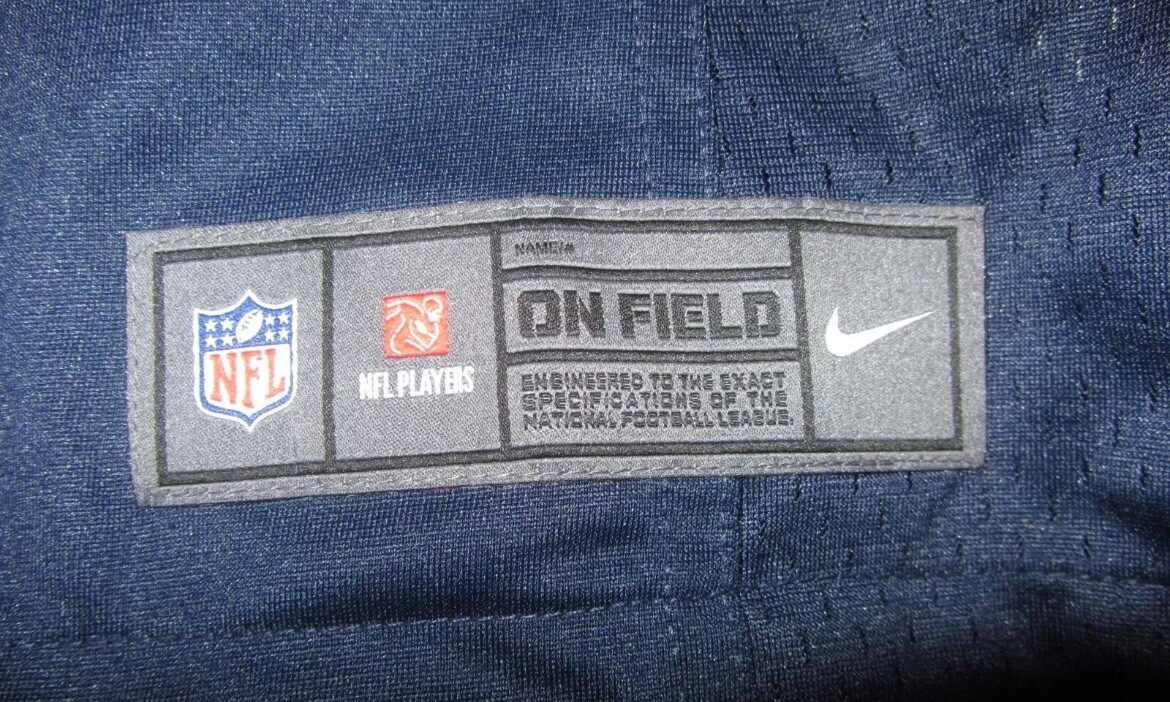 NFL
NFL PLAYERS
NAME/#
ON FIELD
ENGINEERED TO THE EXACT
SPECIFICATIONS OF THE
NATIONAL FOOTBALL LEAGUE.